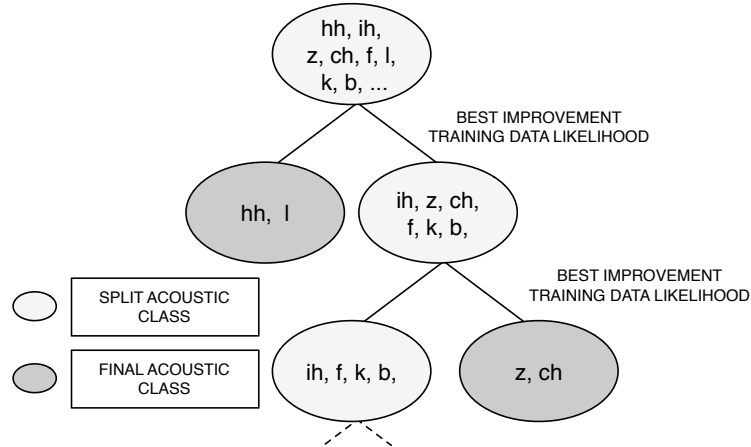 hh, ih,
z, ch, f, l,
k, b, ...
BEST IMPROVEMENT
TRAINING DATA LIKELIHOOD
hh, l
ih, z, ch,
f, k, b,
BEST IMPROVEMENT
TRAINING DATA LIKELIHOOD
SPLIT ACOUSTIC
CLASS
FINAL ACOUSTIC
CLASS
ih, f, k, b,
z, ch